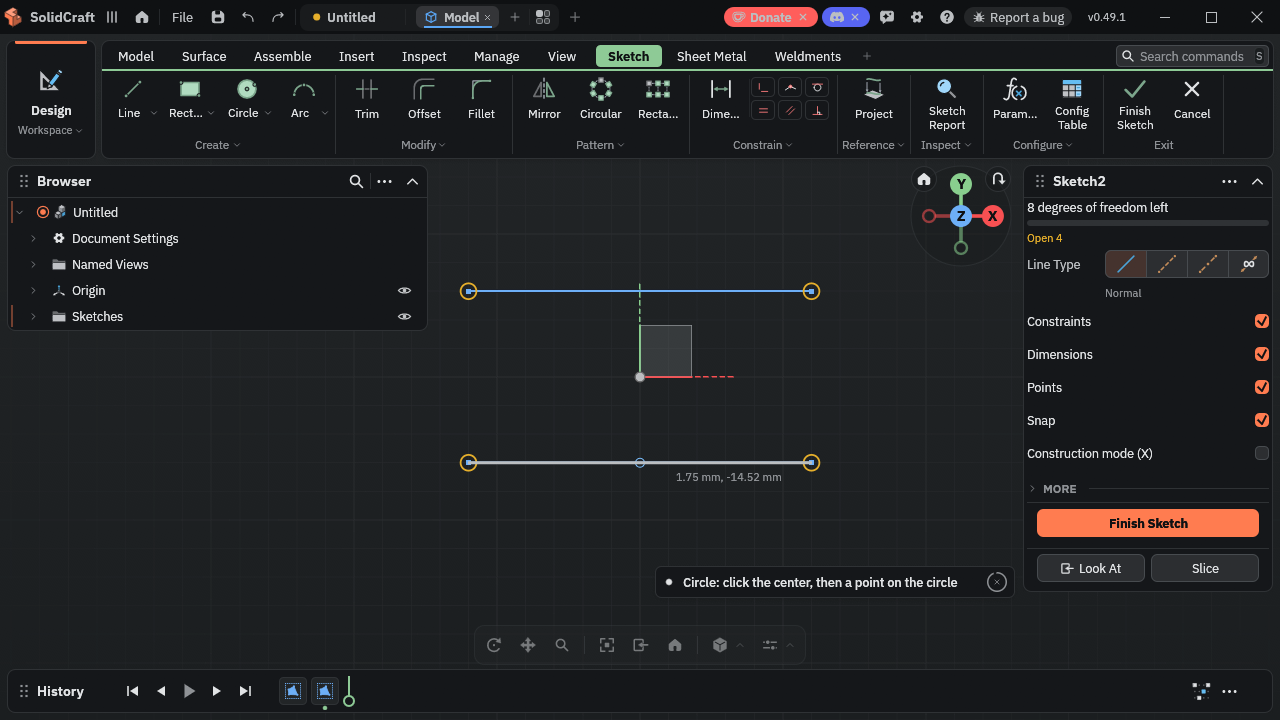 SolidCraft
File
Untitled
Model
Donate
Report a bug
v0.49.1
Design
Workspace
Model
Surface
Assemble
Insert
Inspect
Manage
View
Sketch
Sheet Metal
Weldments
Search commands
S
Line
Rect...
Circle
Arc
Create
Trim
Offset
Fillet
Modify
Mirror
Circular
Recta...
Pattern
Dime...
Constrain
Project
Reference
Sketch Report
Inspect
Param...
Config Table
Configure
Finish Sketch
Cancel
Exit
Browser
Untitled
Document Settings
Named Views
Origin
Sketches
Y
Z
X
1.75 mm, -14.52 mm
Circle: click the center, then a point on the circle
Sketch2
8 degrees of freedom left
Open 4
Line Type
Normal
Constraints
Dimensions
Points
Snap
Construction mode (X)
MORE
Finish Sketch
Look At
Slice
History